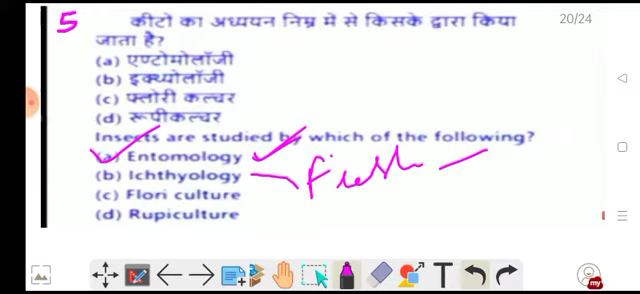 5 कीटों का अध्ययन निम्न में से किसके द्वारा किया
20/24
जाता है?
(a) एण्टोमोलॉजी
(b) इक्थ्योलॉजी
(c) फ्लोरी कल्चर
(d) रूपीकल्चर
Insects are studied by which of the following?
(a) Entomology
(b) Ichthyology
(c) Flori culture
(d) Rupiculture
T
my